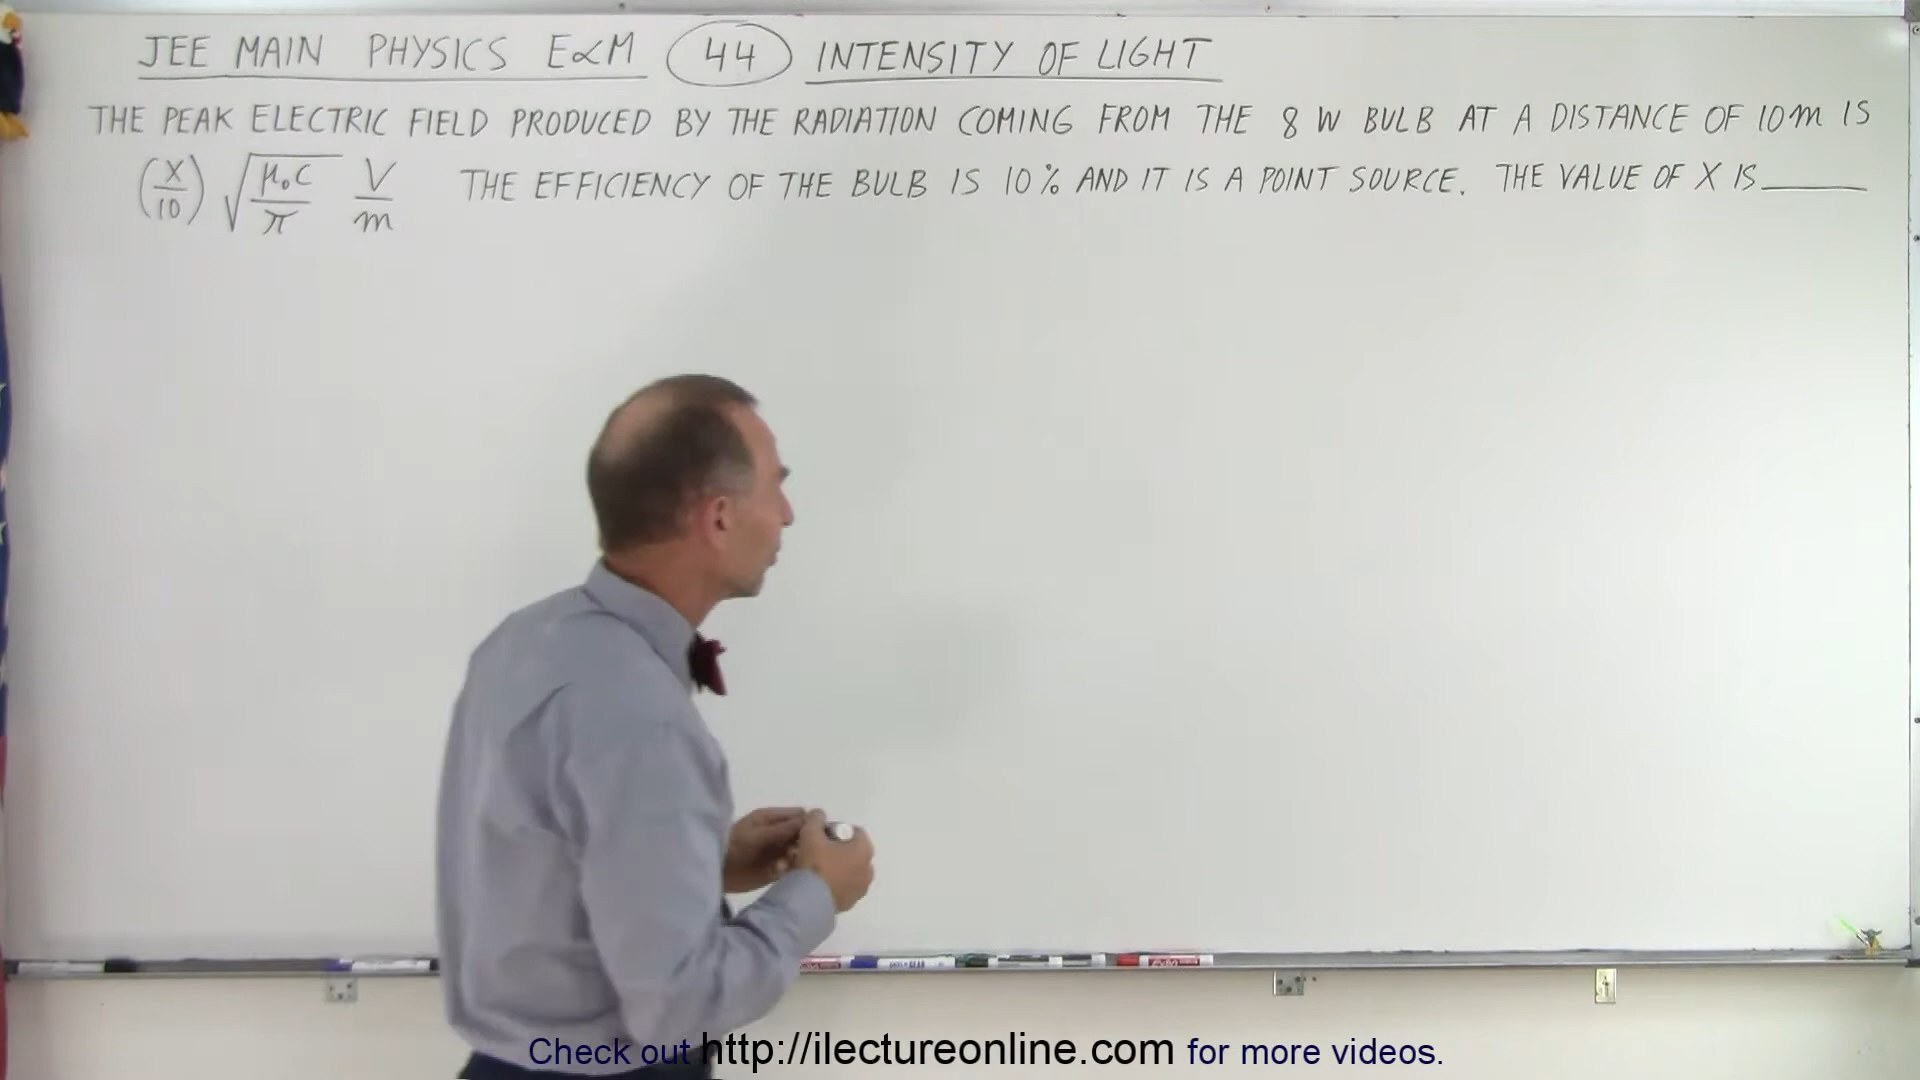 JEE MAIN PHYSICS E&M 44 INTENSITY OF LIGHT
THE PEAK ELECTRIC FIELD PRODUCED BY THE RADIATION COMING FROM THE 8 W BULB AT A DISTANCE OF 10m IS
(X/10) √(μ₀C/π) V/m THE EFFICIENCY OF THE BULB IS 10% AND IT IS A POINT SOURCE. THE VALUE OF X IS ______
Check out http://ilectureonline.com for more videos.